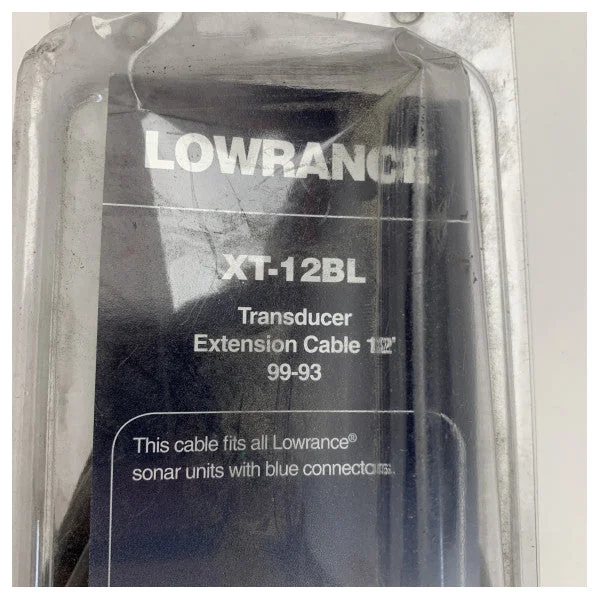 LOWRANCE
XT-12BL
Transducer
Extension Cable 12'
99-93
This cable fits all Lowrance®
sonar units with blue connectors.